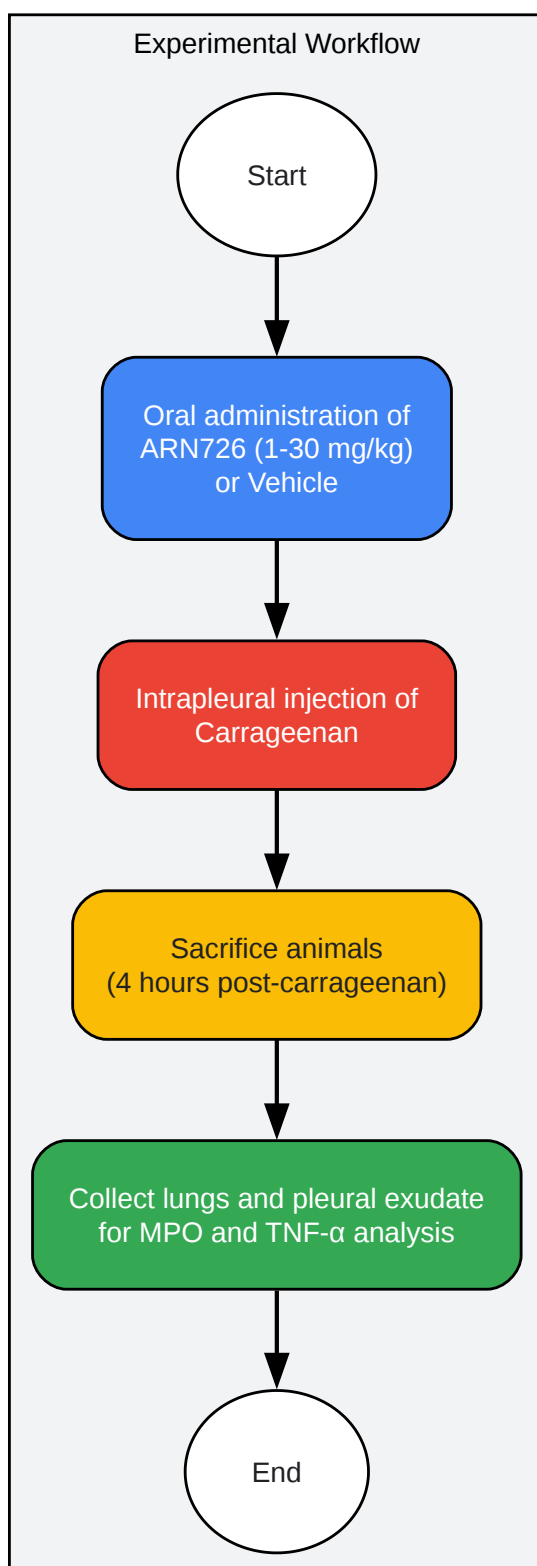 Experimental Workflow
Start
Oral administration of
ARN726 (1-30 mg/kg)
or Vehicle
Intrapleural injection of
Carrageenan
Sacrifice animals
(4 hours post-carrageenan)
Collect lungs and pleural exudate
for MPO and TNF-α analysis
End